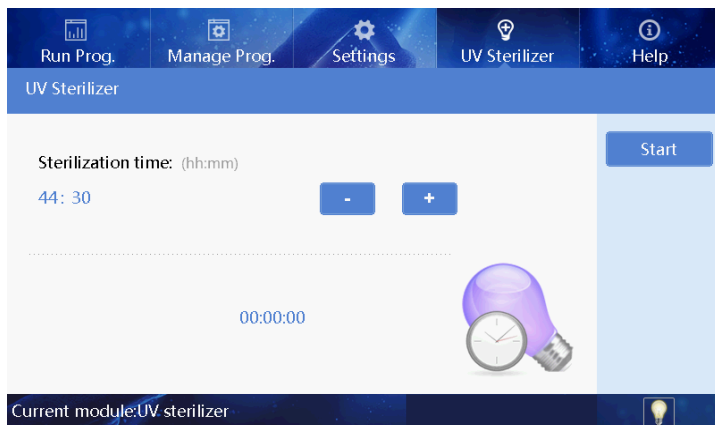 Run Prog. Manage Prog. Settings UV Sterilizer Help
UV Sterilizer
Sterilization time: (hh:mm)
Start
44: 30
- +
00:00:00
Current module:UV sterilizer